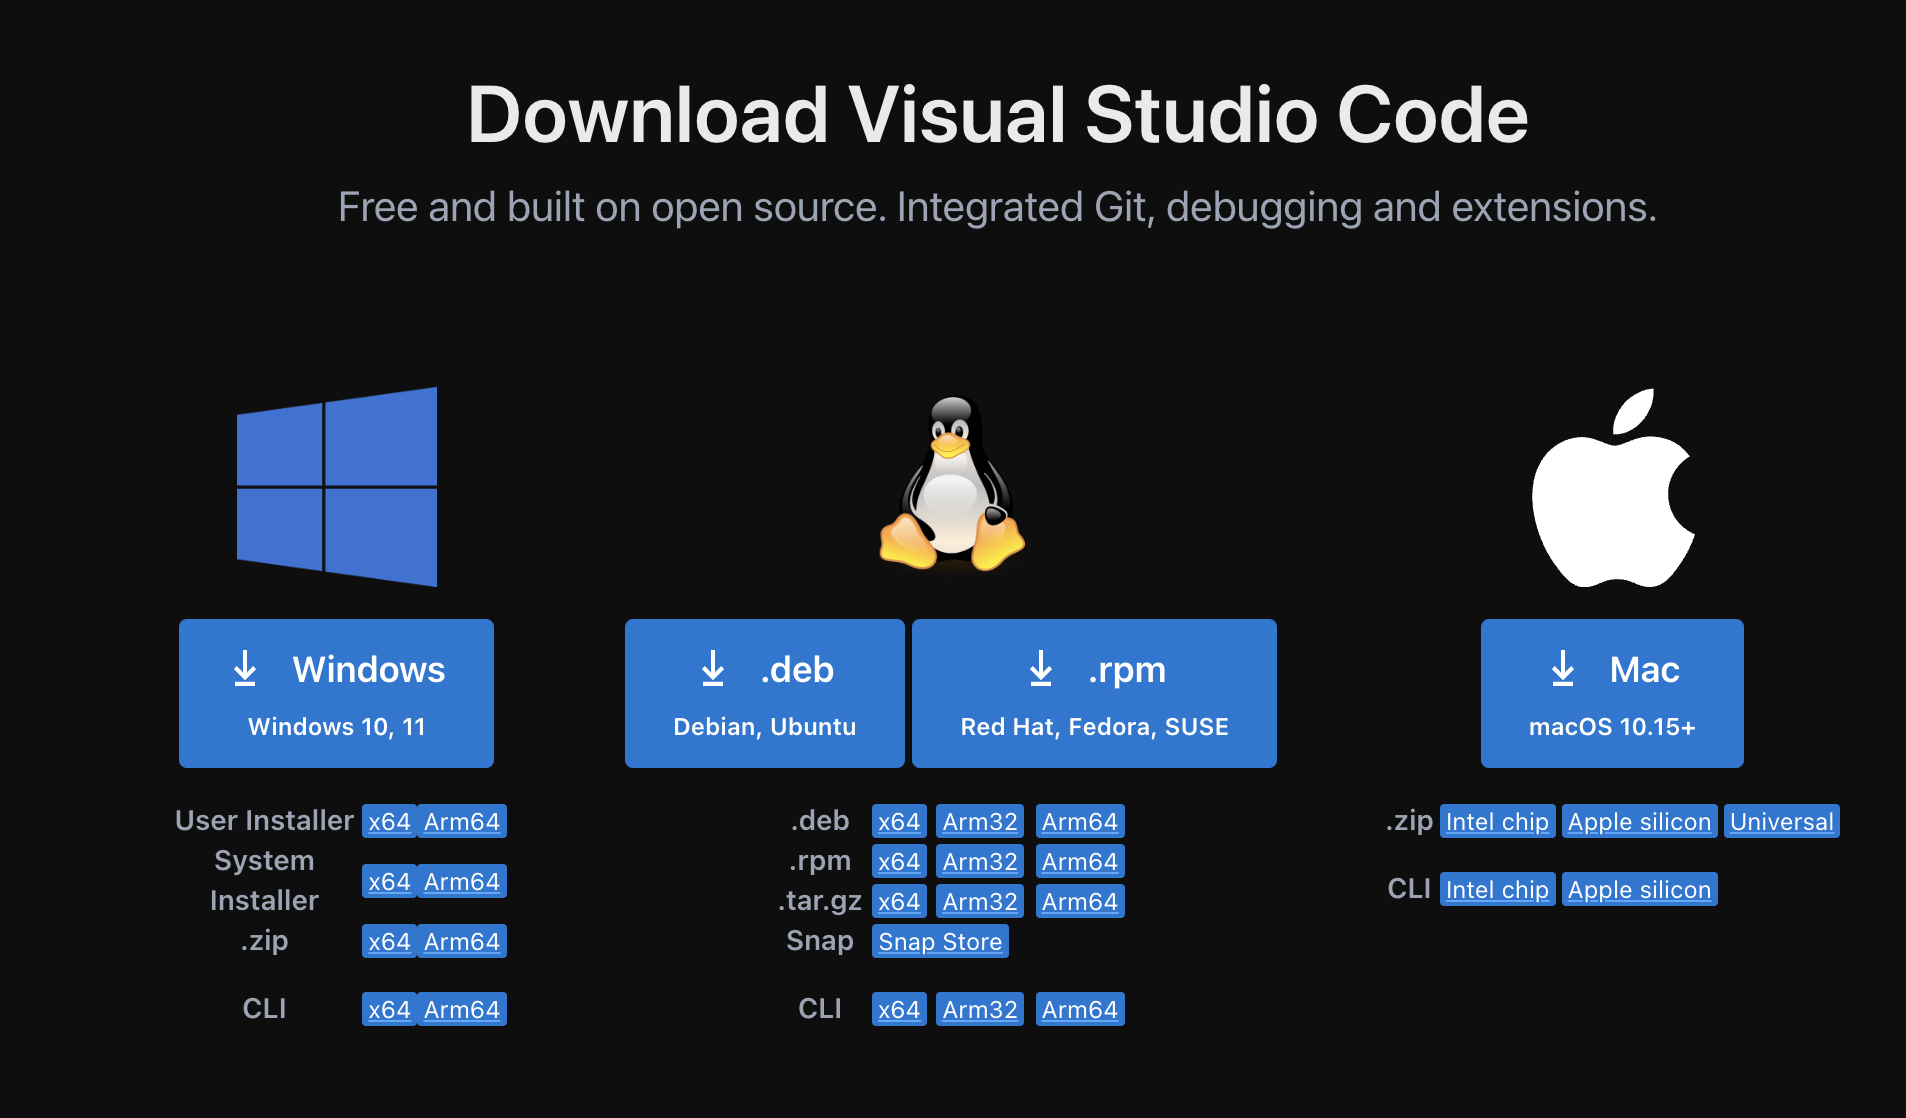 Download Visual Studio Code
Free and built on open source. Integrated Git, debugging and extensions.
Windows
Windows 10, 11
User Installer x64 Arm64
System Installer x64 Arm64
.zip x64 Arm64
CLI x64 Arm64
.deb
Debian, Ubuntu
.rpm
Red Hat, Fedora, SUSE
.deb x64 Arm32 Arm64
.rpm x64 Arm32 Arm64
.tar.gz x64 Arm32 Arm64
Snap Snap Store
CLI x64 Arm32 Arm64
Mac
macOS 10.15+
.zip Intel chip Apple silicon Universal
CLI Intel chip Apple silicon